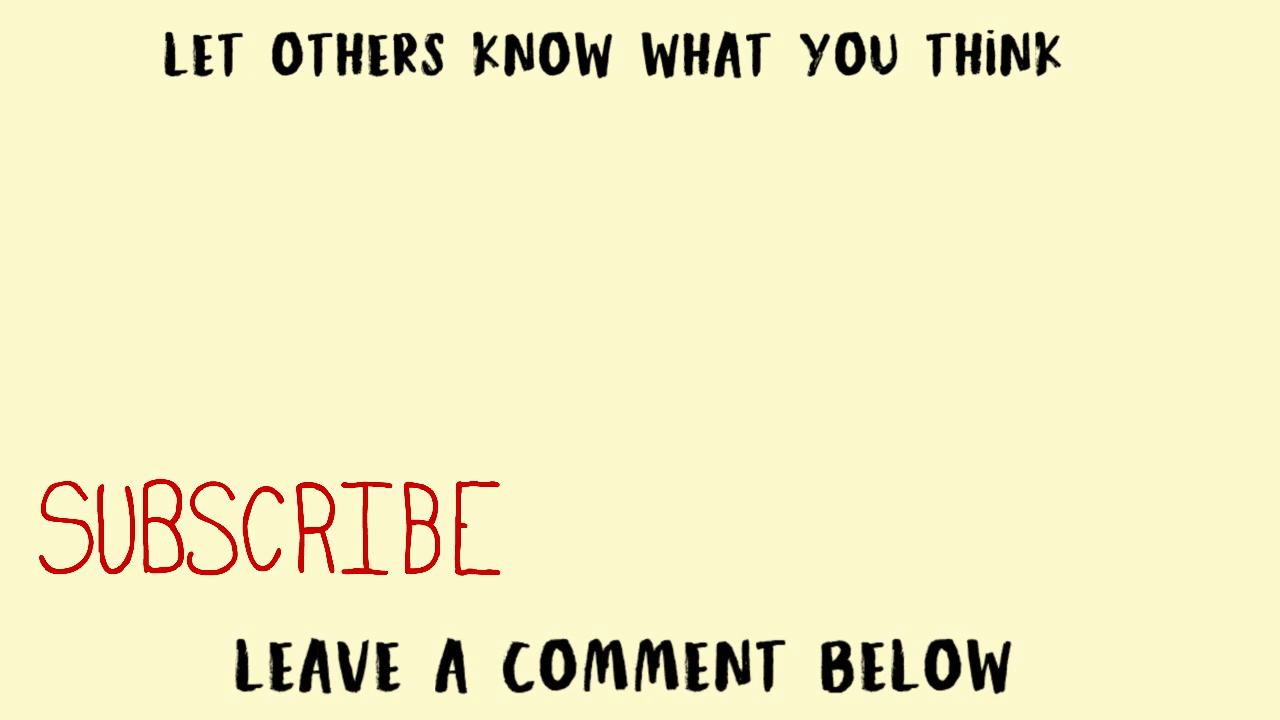 LET OTHERS KNOW WHAT YOU THINK
SUBSCRIBE
LEAVE A COMMENT BELOW